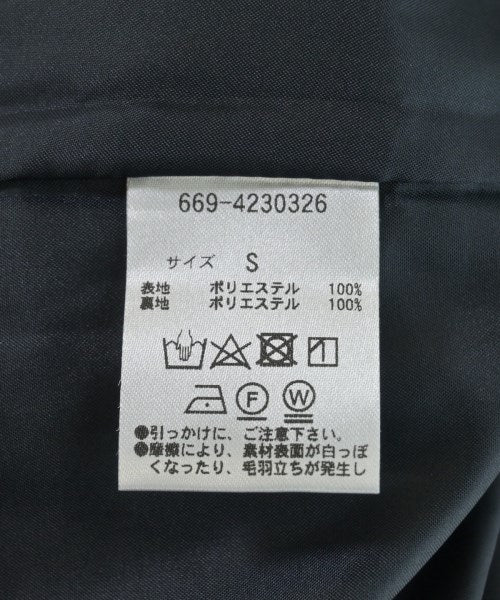 669-4230326
サイズ S
表地 ポリエステル 100%
裏地 ポリエステル 100%
F W
●引っかけに、ご注意下さい。
●摩擦により、素材表面が白っぽ
くなったり、毛羽立ちが発生し